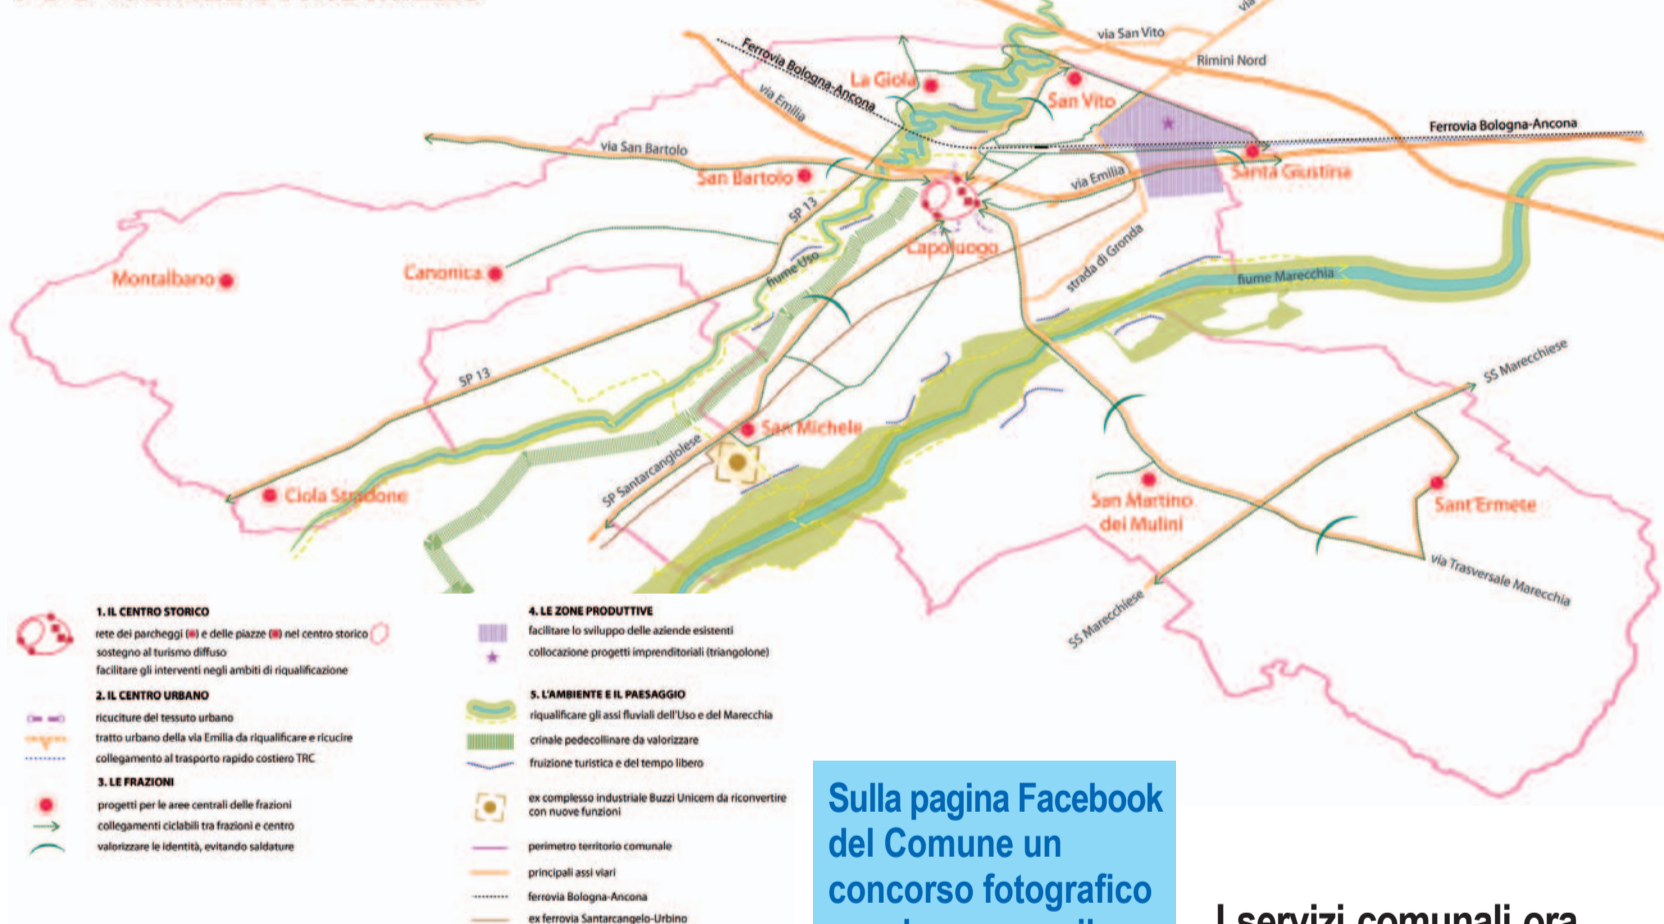 via San Vito
via
Rimini Nord
Ferrovia Bologna-Ancona
La Giola
San Vito
via Emilia
Ferrovia Bologna-Ancona
via San Bartolo
San Bartolo
via Emilia
Santa Giustina
SP 13
Capoluogo
strada di Gronda
Montalbano
Canonica
fiume Uso
fiume Marecchia
SP 13
SS Marecchiese
San Michele
SP Santarcangiolese
Ciola Stradone
San Martino
dei Mulini
Sant'Ermete
via Trasversale Marecchia
SS Marecchiese
1. IL CENTRO STORICO
rete dei parcheggi ( ) e delle piazze ( ) nel centro storico
sostegno al turismo diffuso
facilitare gli interventi negli ambiti di riqualificazione
2. IL CENTRO URBANO
ricuciture del tessuto urbano
tratto urbano della via Emilia da riqualificare e ricucire
collegamento al trasporto rapido costiero TRC
3. LE FRAZIONI
progetti per le aree centrali delle frazioni
collegamenti ciclabili tra frazioni e centro
valorizzare le identità, evitando saldature
4. LE ZONE PRODUTTIVE
facilitare lo sviluppo delle aziende esistenti
collocazione progetti imprenditoriali (triangolone)
5. L'AMBIENTE E IL PAESAGGIO
riqualificare gli assi fluviali dell'Uso e del Marecchia
crinale pedecollinare da valorizzare
fruizione turistica e del tempo libero
ex complesso industriale Buzzi Unicem da riconvertire
con nuove funzioni
perimetro territorio comunale
principali assi viari
ferrovia Bologna-Ancona
ex ferrovia Santarcangelo-Urbino
Sulla pagina Facebook
del Comune un
concorso fotografico
I servizi comunali ora